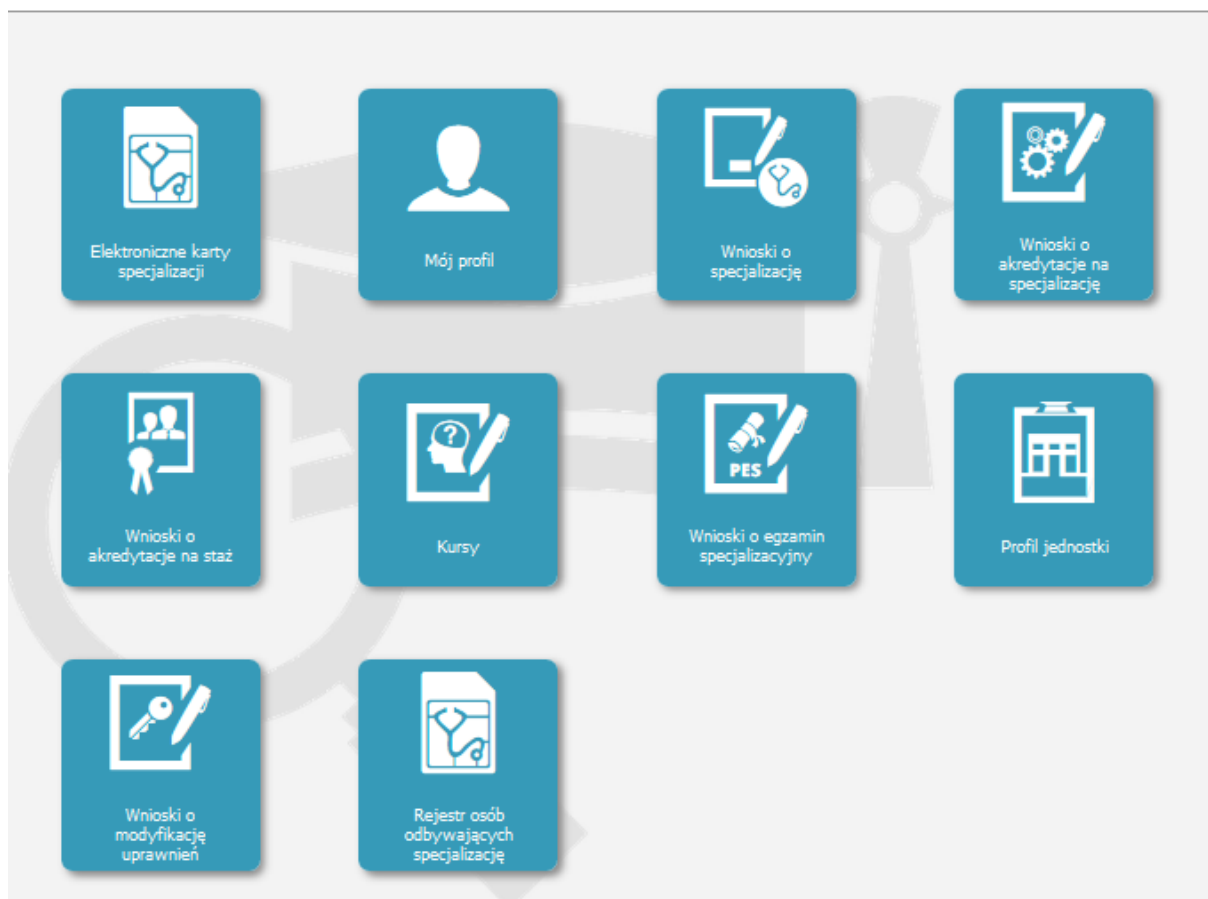 Elektroniczne karty
specjalizacji
Mój profil
Wnioski o
specjalizację
Wnioski o
akredytacje na
specjalizację
Wnioski o
akredytacje na staż
?
Kursy
PES
Wnioski o egzamin
specjalizacyjny
Profil jednostki
Wnioski o
modyfikację
uprawnień
Rejestr osób
odbywających
specjalizację